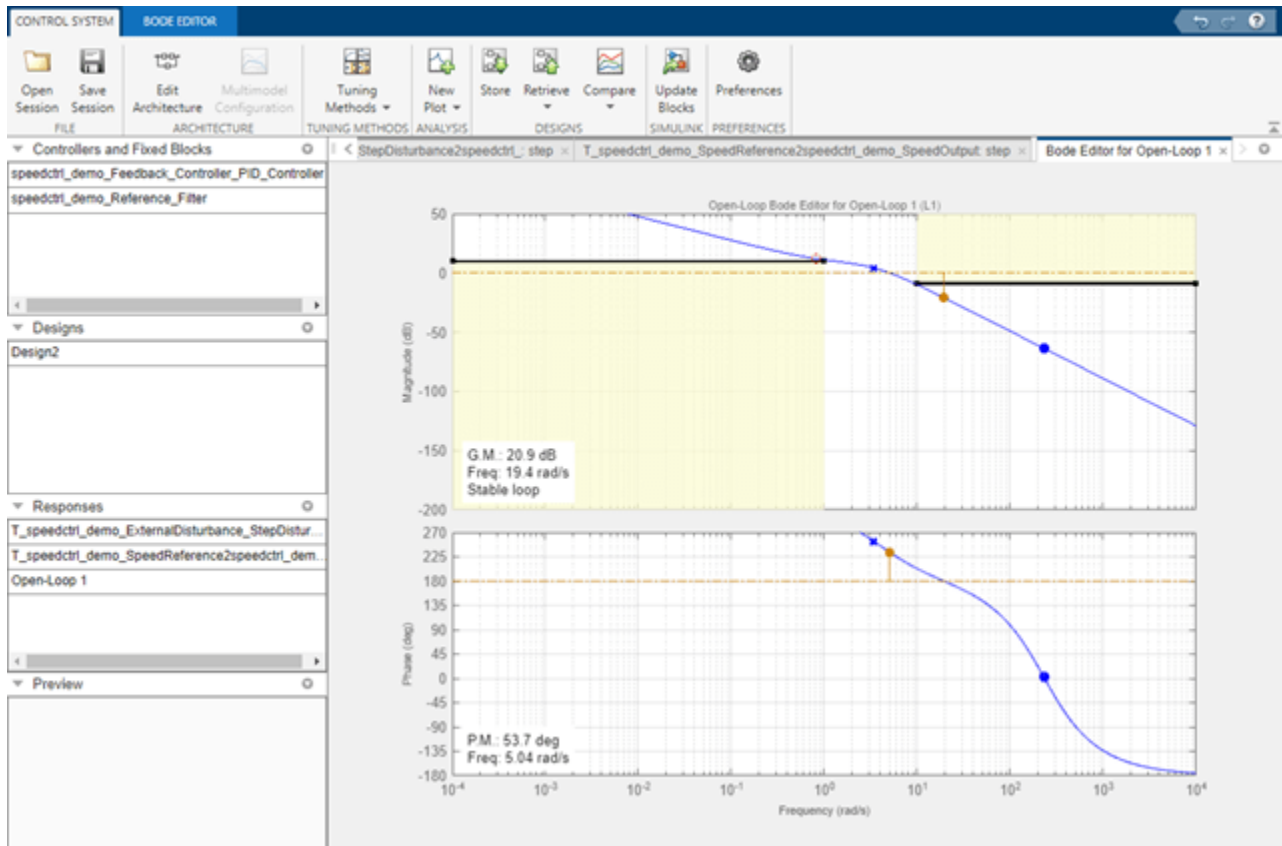 CONTROL SYSTEM BODE EDITOR
Open Session
Save Session
Edit Architecture
Multimodel Configuration
Tuning Methods
New Plot
Store
Retrieve
Compare
Update Blocks
Preferences
FILE ARCHITECTURE TUNING METHODS ANALYSIS DESIGNS SIMULINK PREFERENCES
Controllers and Fixed Blocks
speedctrl_demo_Feedback_Controller_PID_Controller
speedctrl_demo_Reference_Filter
Designs
Design2
Responses
T_speedctrl_demo_ExternalDisturbance_StepDistur...
T_speedctrl_demo_SpeedReference2speedctrl_dem...
Open-Loop 1
Preview
StepDisturbance2speedctrl_: step
T_speedctrl_demo_SpeedReference2speedctrl_demo_SpeedOutput: step
Bode Editor for Open-Loop 1
Open-Loop Bode Editor for Open-Loop 1 (L1)
Magnitude (dB)
50
0
-50
-100
-150
-200
G.M.: 20.9 dB
Freq: 19.4 rad/s
Stable loop
Phase (deg)
270
225
180
135
90
45
0
-45
-90
-135
-180
P.M.: 53.7 deg
Freq: 5.04 rad/s
10^-4 10^-3 10^-2 10^-1 10^0 10^1 10^2 10^3 10^4
Frequency (rad/s)